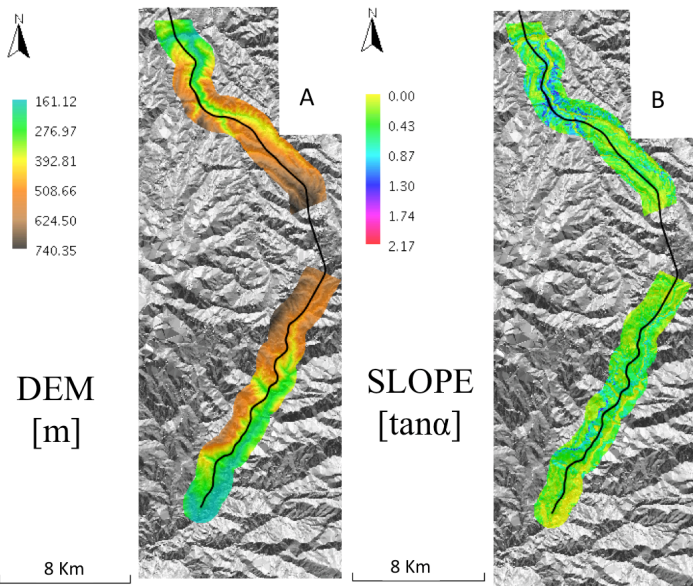 N
A
161.12
276.97
392.81
508.66
624.50
740.35
DEM
[m]
8 Km
N
B
0.00
0.43
0.87
1.30
1.74
2.17
SLOPE
[tanα]
8 Km